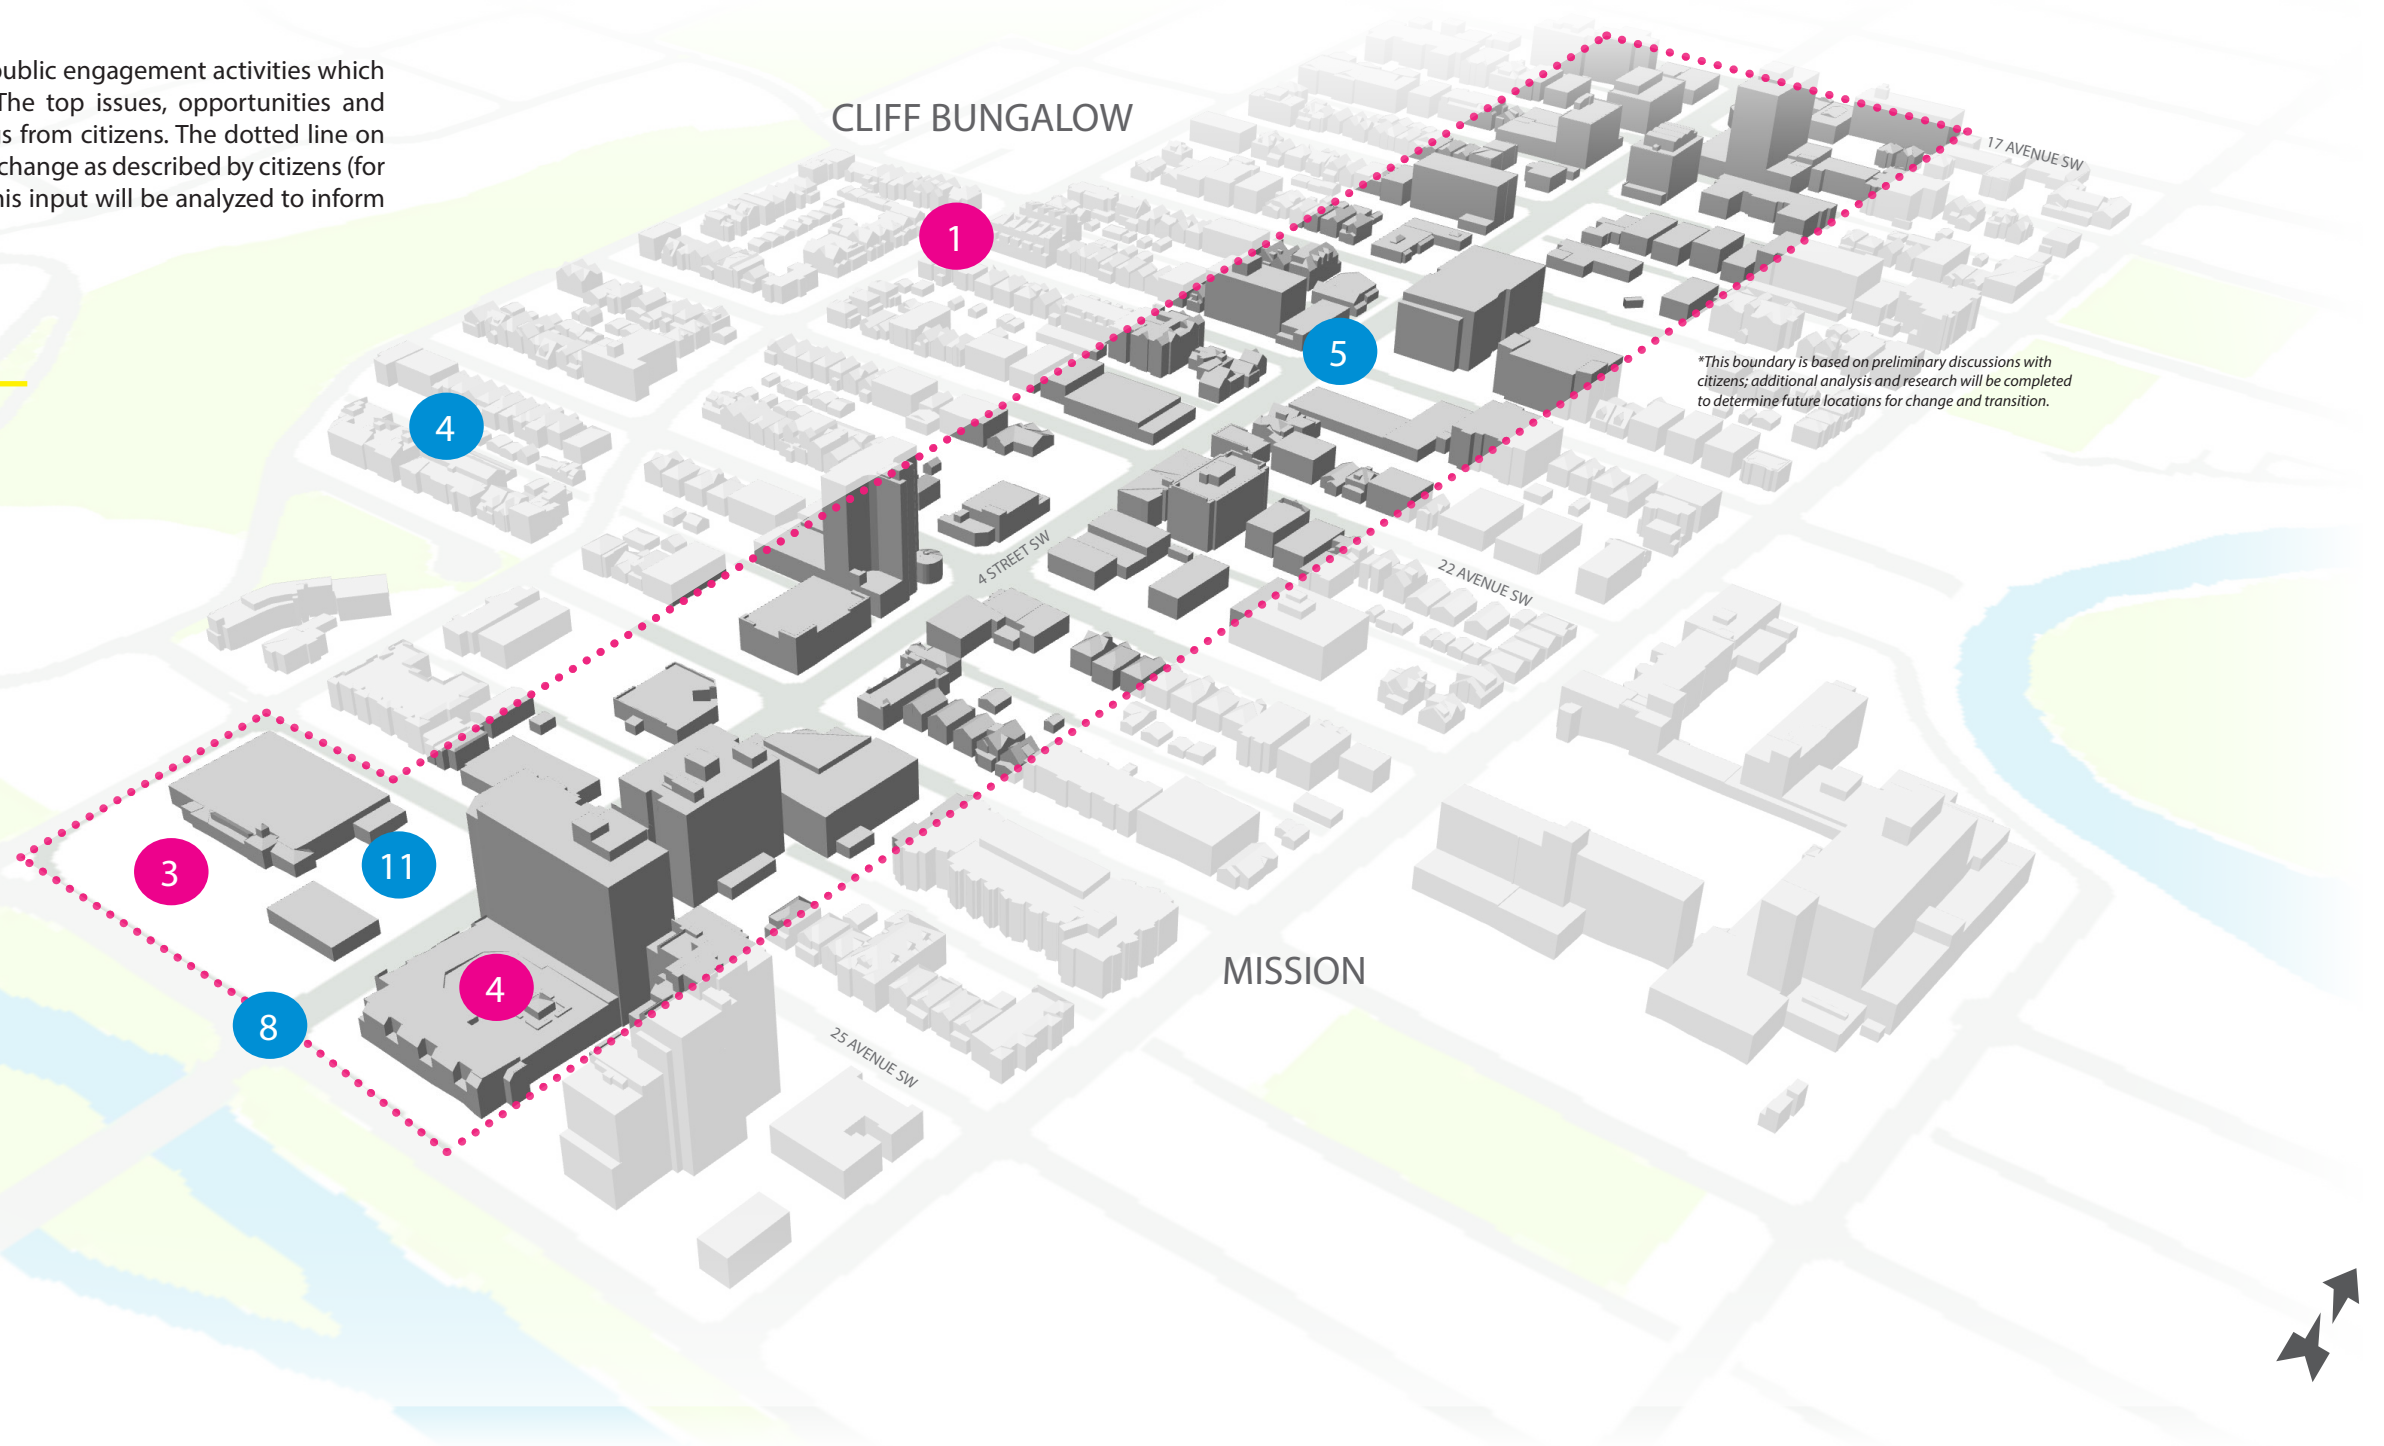 public engagement activities which
The top issues, opportunities and
s from citizens. The dotted line on
change as described by citizens (for
his input will be analyzed to inform
CLIFF BUNGALOW
17 AVENUE SW
1
5
*This boundary is based on preliminary discussions with
citizens; additional analysis and research will be completed
to determine future locations for change and transition.
4
4 STREET SW
22 AVENUE SW
3
11
4
MISSION
8
25 AVENUE SW